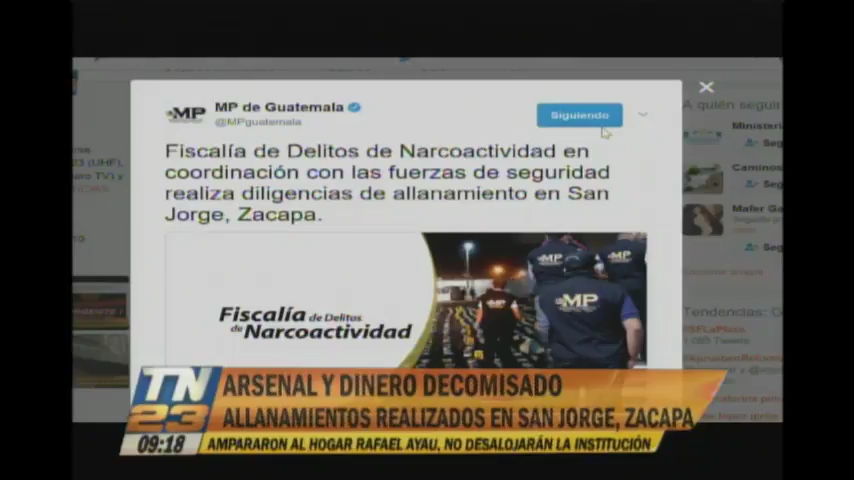 MP
MP de Guatemala
@MPguatemala
Siguiendo
Fiscalía de Delitos de Narcoactividad en
coordinación con las fuerzas de seguridad
realiza diligencias de allanamiento en San
Jorge, Zacapa.
Fiscalía de Delitos
de Narcoactividad
MP
MP
MP
MP
A quién seguir
Caminos
Mafer Ga
Tendencias: G
TN
23
09:18
ARSENAL Y DINERO DECOMISADO
ALLANAMIENTOS REALIZADOS EN SAN JORGE, ZACAPA
AMPARARON AL HOGAR RAFAEL AYAU, NO DESALOJARÁN LA INSTITUCIÓN